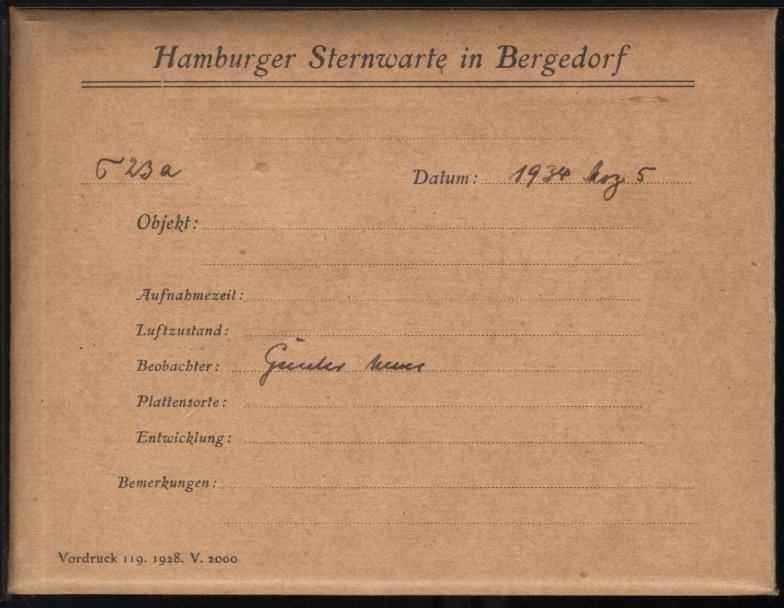 Hamburger Sternwarte in Bergedorf
23a Datum: 1934 5
Objekt:
Aufnahmezeit:
Luftzustand:
Beobachter: Günther
Plattensorte:
Entwicklung:
Bemerkungen:
Vordruck 119. 1928. V. 2000